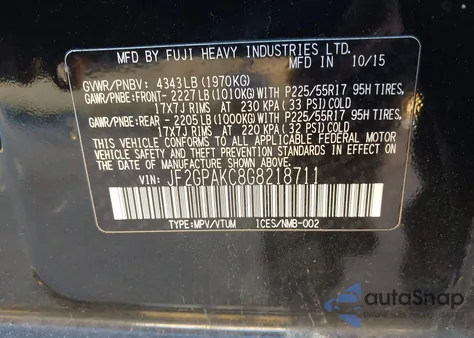 MFD BY FUJI HEAVY INDUSTRIES LTD.
MFD IN 10/15
GVWR/PNBV: 4343LB (1970KG)
GAWR/PNBE:FRONT- 2227LB (1010KG) WITH P225/55R17 95H TIRES,
17X7J RIMS AT 230 KPA (33 PSI) COLD
GAWR/PNBE:REAR - 2205LB (1000KG) WITH P225/55R17 95H TIRES,
17X7J RIMS AT 220 KPA (32 PSI) COLD
THIS VEHICLE CONFORMS TO ALL APPLICABLE FEDERAL MOTOR
VEHICLE SAFETY, BUMPER, AND THEFT PREVENTION STANDARDS IN
EFFECT ON THE DATE OF MANUFACTURE SHOWN ABOVE.
VIN: JF2GPAKC8G8218711
TYPE:MPV/VTUM ICES/NMB-002
autoSnap